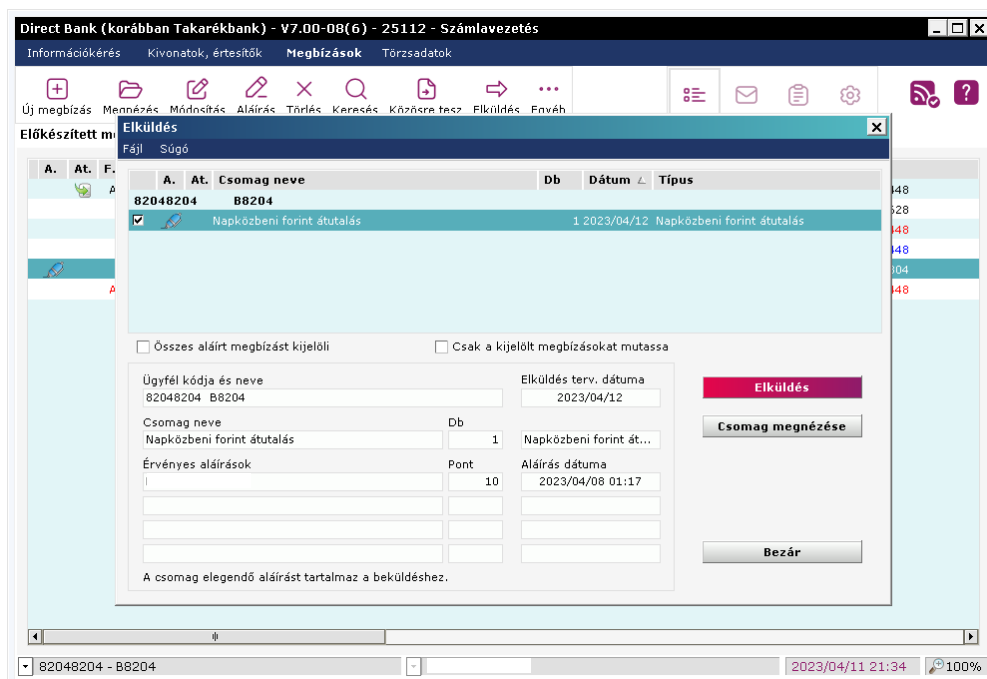 Direct Bank (korábban Takarékbank) - V7.00-08(6) - 25112 - Számlavezetés
Információkérés Kivonatok, értesítők Megbízások Törzsadatok
Új megbízás Megnézés Módosítás Aláírás Törlés Keresés Közösre tesz Elküldés Egyéb
Előkészített m
Elküldés
Fájl Súgó
A. At. F.
A. At. Csomag neve Db Dátum Típus
82048204 B8204
448
Napközbeni forint átutalás 1 2023/04/12 Napközbeni forint átutalás
628
448
448
304
448
Összes aláírt megbízást kijelöli Csak a kijelölt megbízásokat mutassa
Ügyfél kódja és neve Elküldés terv. dátuma
82048204 B8204 2023/04/12
Elküldés
Csomag neve Db
Napközbeni forint átutalás 1 Napközbeni forint át...
Csomag megnézése
Érvényes aláírások Pont Aláírás dátuma
10 2023/04/08 01:17
Bezár
A csomag elegendő aláírást tartalmaz a beküldéshez.
82048204 - B8204 2023/04/11 21:34 100%